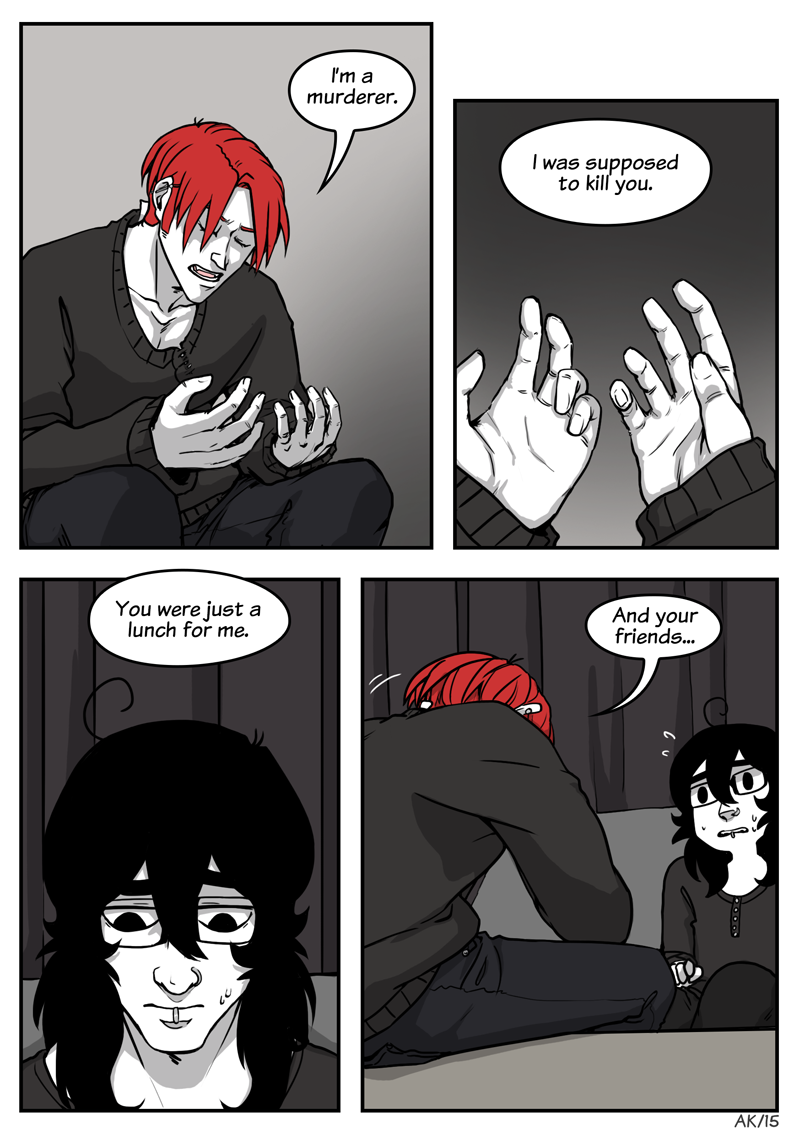 I'm a
murderer.
I was supposed
to kill you.
You were just a
lunch for me.
And your
friends...
AK/15